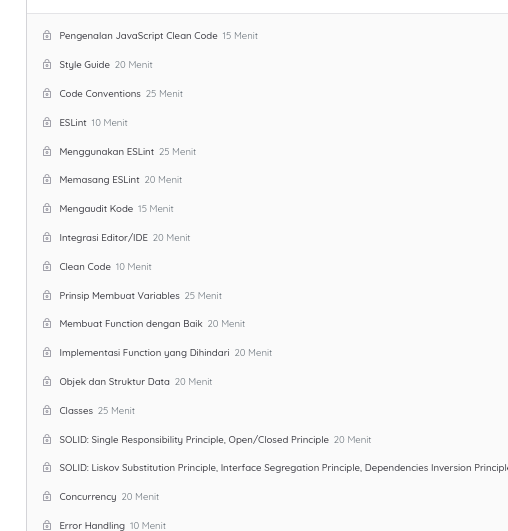 Pengenalan JavaScript Clean Code 15 Menit
Style Guide 20 Menit
Code Conventions 25 Menit
ESLint 10 Menit
Menggunakan ESLint 25 Menit
Memasang ESLint 20 Menit
Mengaudit Kode 15 Menit
Integrasi Editor/IDE 20 Menit
Clean Code 10 Menit
Prinsip Membuat Variables 25 Menit
Membuat Function dengan Baik 20 Menit
Implementasi Function yang Dihindari 20 Menit
Objek dan Struktur Data 20 Menit
Classes 25 Menit
SOLID: Single Responsibility Principle, Open/Closed Principle 20 Menit
SOLID: Liskov Substitution Principle, Interface Segregation Principle, Dependencies Inversion Principle
Concurrency 20 Menit
Error Handling 10 Menit